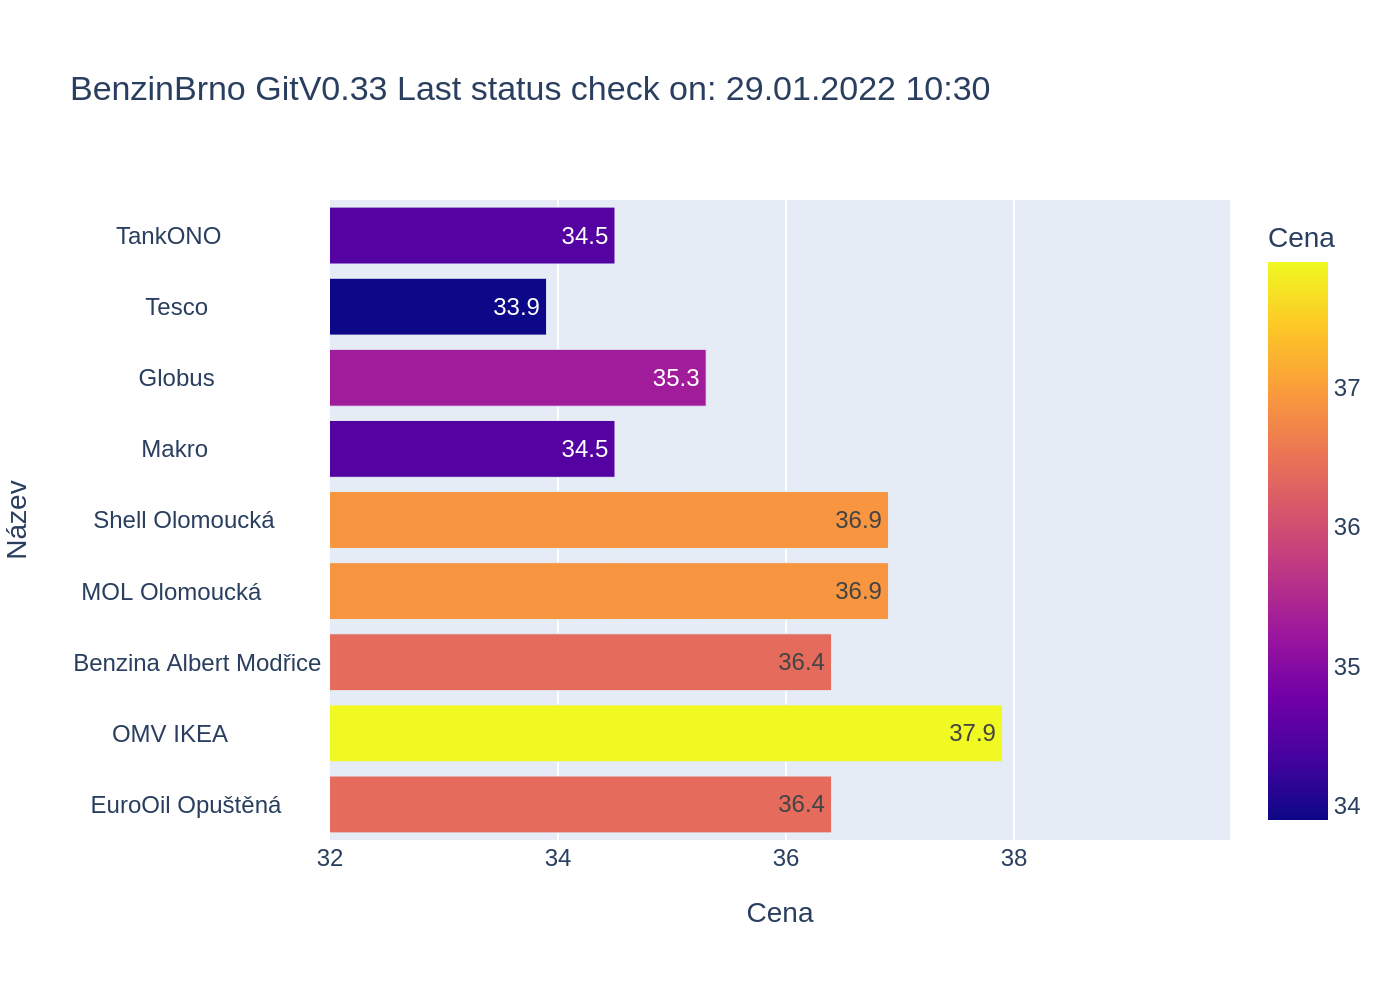 BenzinBrno GitV0.33 Last status check on: 29.01.2022 10:30
Cena
TankONO 34.5
Tesco 33.9
Globus 35.3
Makro 34.5
Shell Olomoucká 36.9
MOL Olomoucká 36.9
Benzina Albert Modřice 36.4
OMV IKEA 37.9
EuroOil Opuštěná 36.4
Název
32 34 36 38
Cena
37
36
35
34